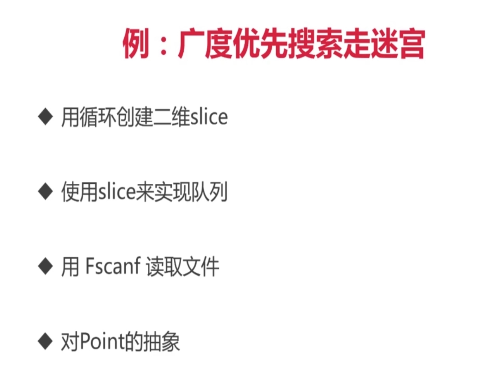 例：广度优先搜索走迷宫
◆ 用循环创建二维slice
◆ 使用slice来实现队列
◆ 用 Fscanf 读取文件
◆ 对Point的抽象